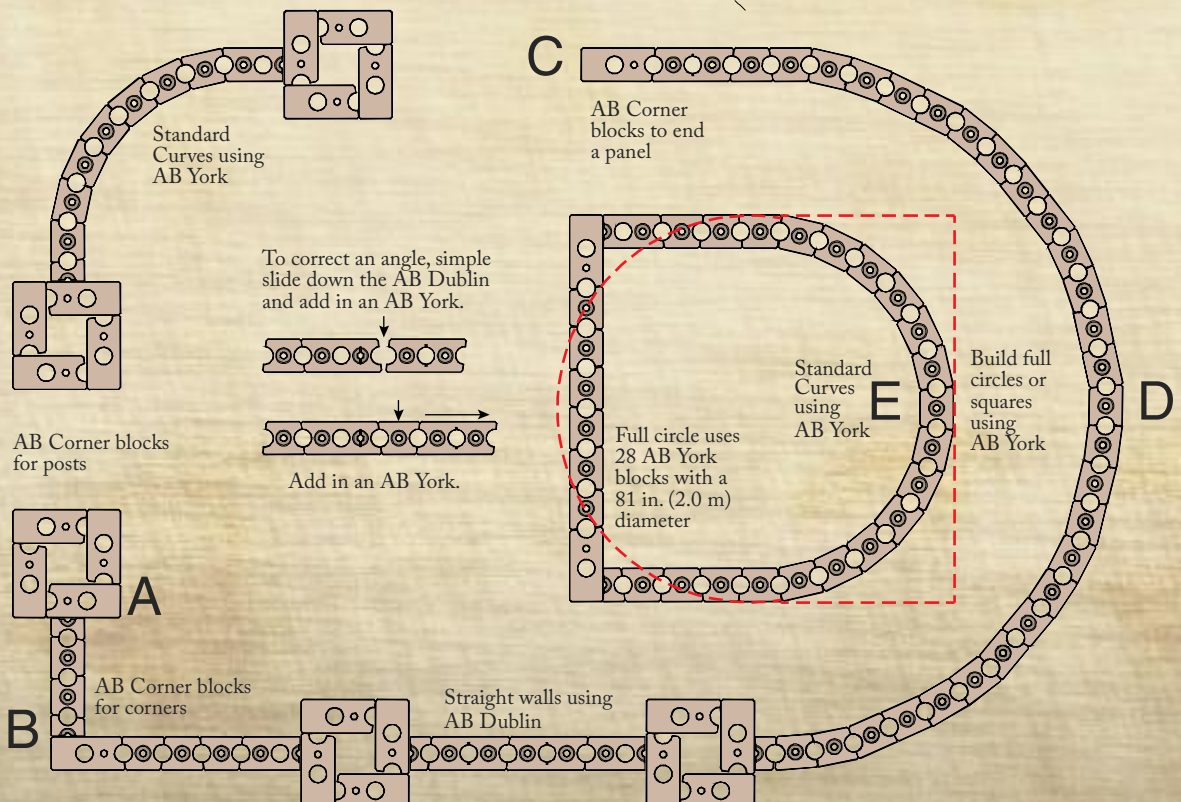 C
Standard
Curves using
AB York
AB Corner
blocks to end
a panel
To correct an angle, simple
slide down the AB Dublin
and add in an AB York.
Add in an AB York.
AB Corner blocks
for posts
Standard
Curves
using
AB York
E
Build full
circles or
squares
using
AB York
D
Full circle uses
28 AB York
blocks with a
81 in. (2.0 m)
diameter
A
AB Corner blocks
for corners
B
Straight walls using
AB Dublin